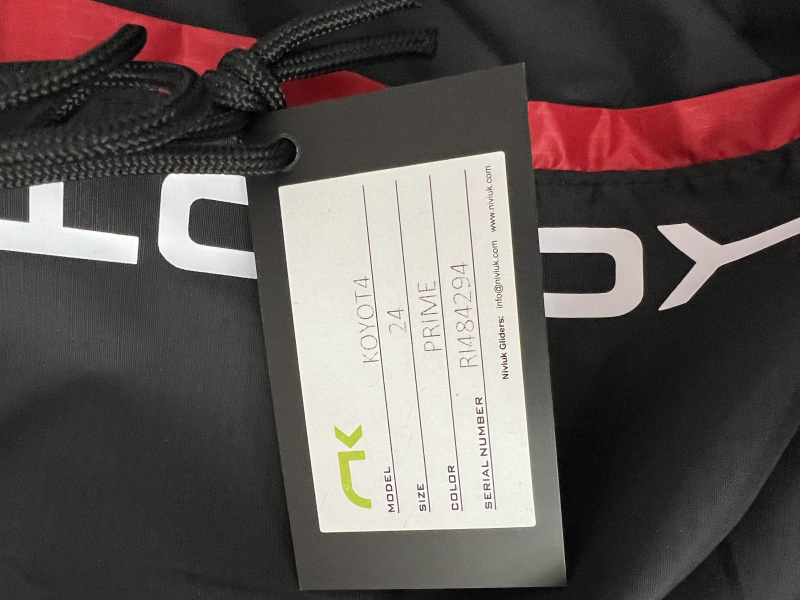 MODEL KOYOT4
SIZE 24
COLOR PRIME
SERIAL NUMBER RI484294
Niviuk Gliders: info@niviuk.com www.niviuk.com